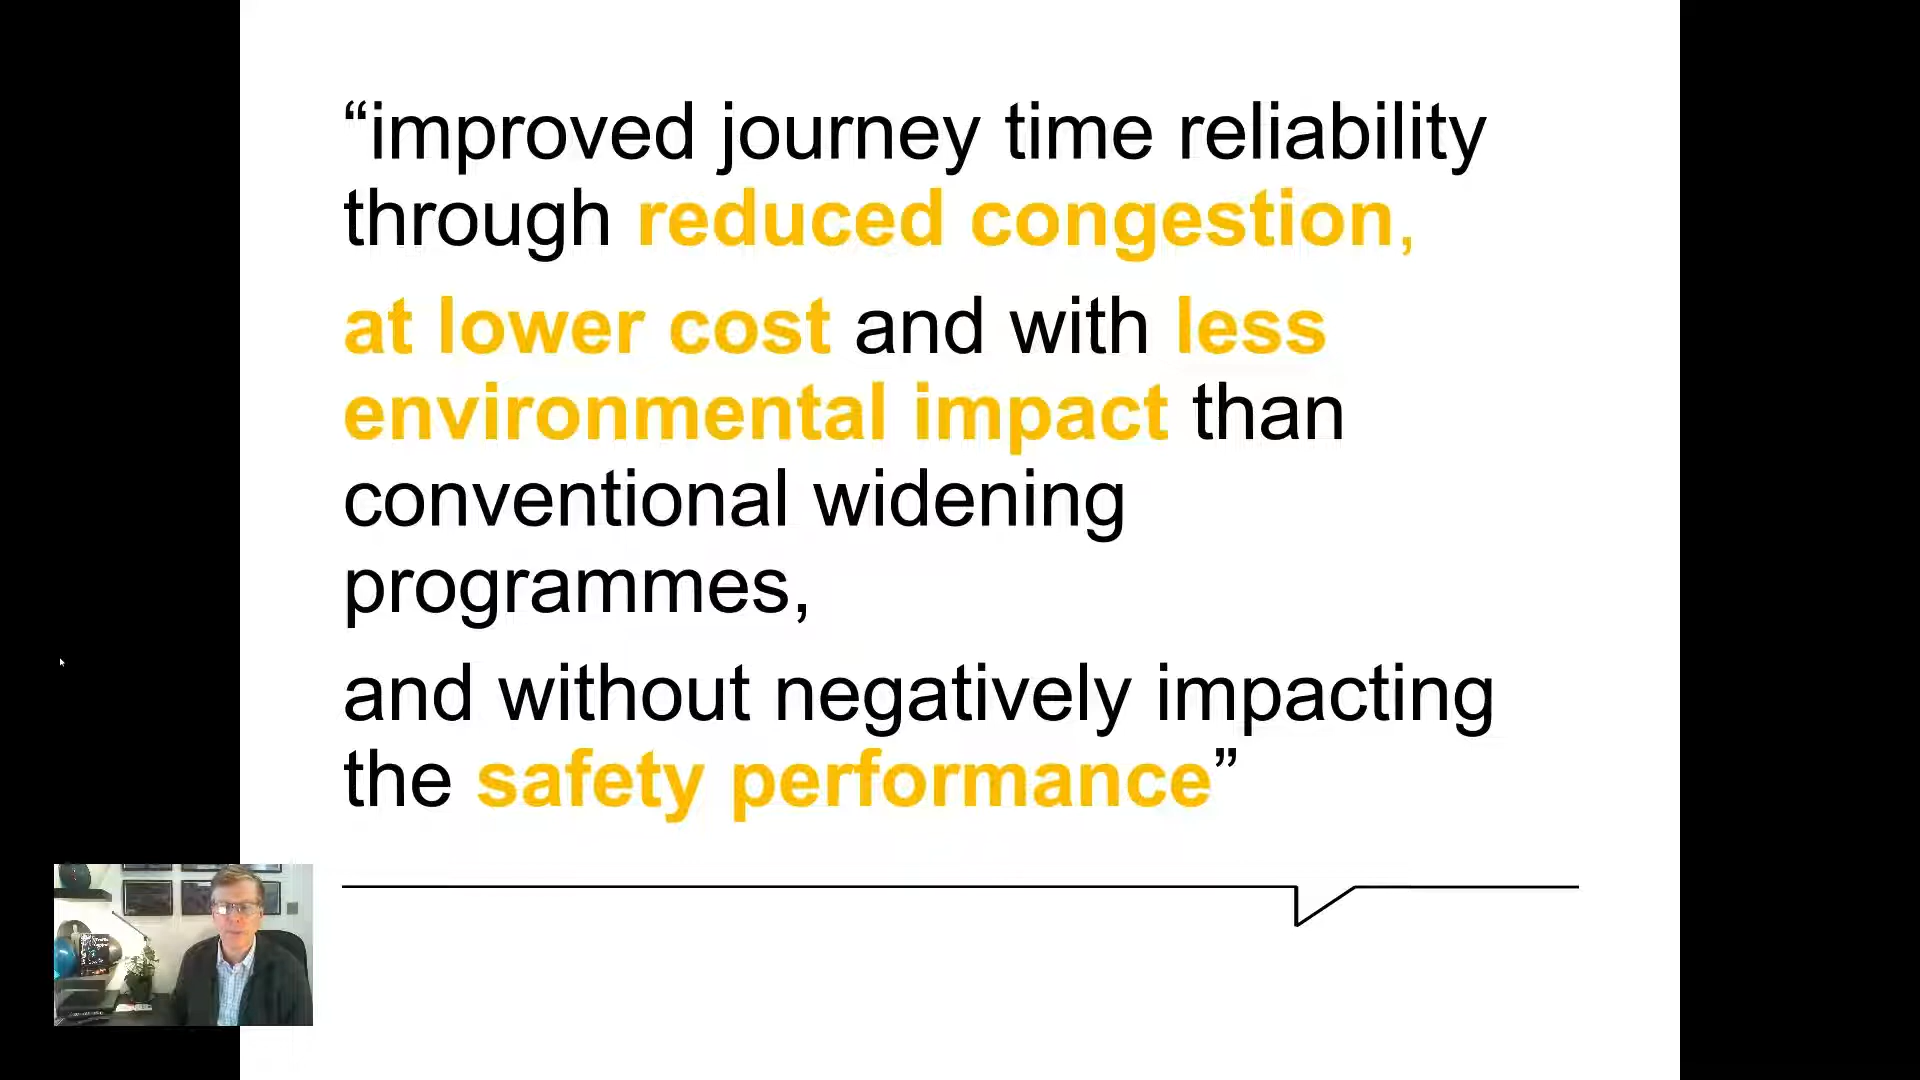 “improved journey time reliability
through reduced congestion,
at lower cost and with less
environmental impact than
conventional widening
programmes,
and without negatively impacting
the safety performance”